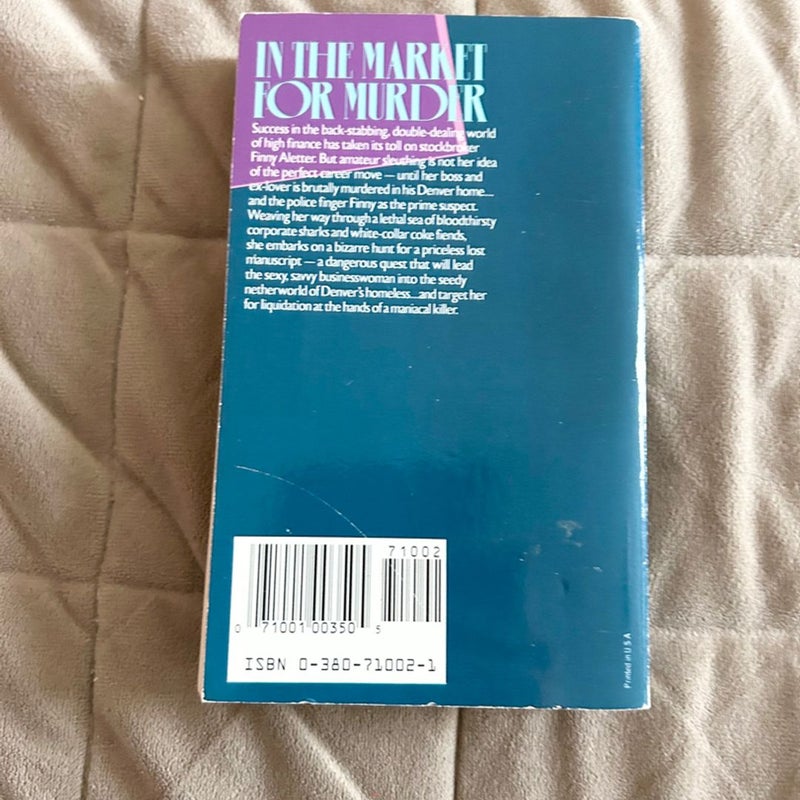 IN THE MARKET
FOR MURDER
Success in the back-stabbing, double-dealing world
of high finance has taken its toll on stockbroker
Finny Aletter. But amateur sleuthing is not her idea
of the perfect career move — until her boss and
ex-lover is brutally murdered in his Denver home...
and the police finger Finny as the prime suspect.
Weaving her way through a lethal sea of bloodthirsty
corporate sharks and white-collar coke fiends,
she embarks on a bizarre hunt for a priceless lost
manuscript — a dangerous quest that will lead
the sexy, savvy businesswoman into the seedy
netherworld of Denver's homeless...and target her
for liquidation at the hands of a maniacal killer.
71002
0 71001 00350 5
ISBN 0-380-71002-1
Printed in U S A